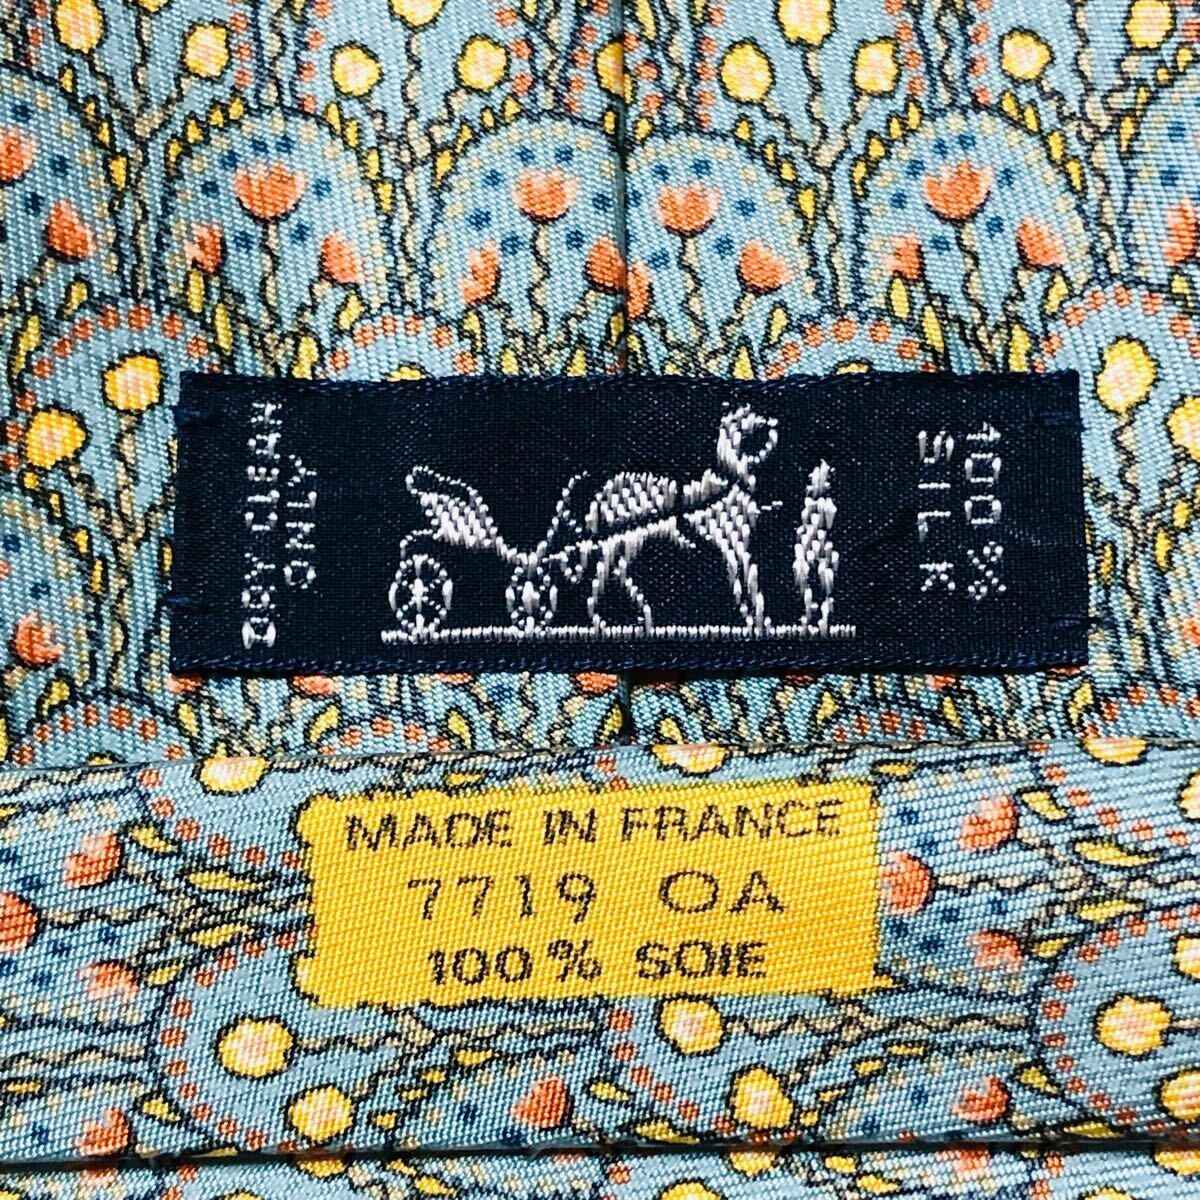 DRY CLEAN
ONLY
100%
SILK
MADE IN FRANCE
7719 OA
100% SOIE